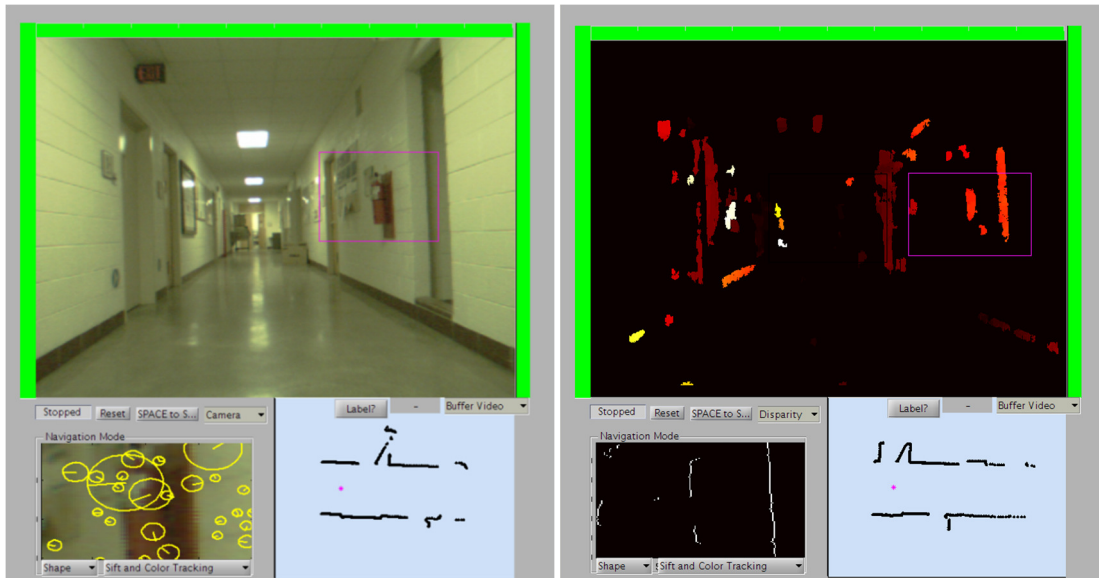 Stopped Reset SPACE to S... Camera
Label? - Buffer Video
Navigation Mode
Shape Sift and Color Tracking
Stopped Reset SPACE to S... Disparity
Label? - Buffer Video
Navigation Mode
Shape Sift and Color Tracking